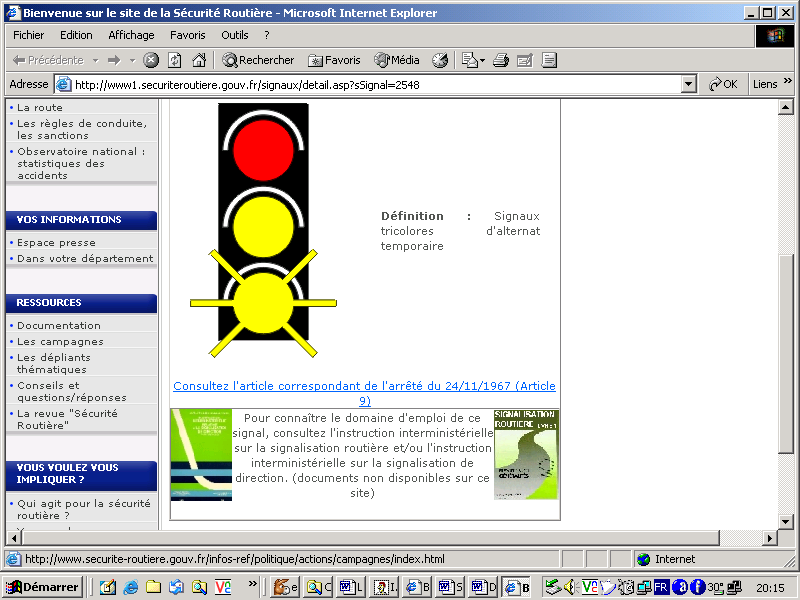 Bienvenue sur le site de la Sécurité Routière - Microsoft Internet Explorer
Fichier Edition Affichage Favoris Outils ?
Précédente Rechercher Favoris Média
Adresse http://www1.securiteroutiere.gouv.fr/signaux/detail.asp?sSignal=2548 OK Liens »
• La route
• Les règles de conduite,
les sanctions
• Observatoire national :
statistiques des
accidents
VOS INFORMATIONS
• Espace presse
• Dans votre département
RESSOURCES
• Documentation
• Les campagnes
• Les dépliants
thématiques
• Conseils et
questions/réponses
• La revue "Sécurité
Routière"
VOUS VOULEZ VOUS
IMPLIQUER ?
• Qui agit pour la sécurité
routière ?
Définition : Signaux
tricolores d'alternat
temporaire
Consultez l'article correspondant de l'arrêté du 24/11/1967 (Article
9)
Pour connaître le domaine d'emploi de ce
signal, consultez l'instruction interministérielle
sur la signalisation routière et/ou l'instruction
interministérielle sur la signalisation de
direction. (documents non disponibles sur ce
site)
SIGNALISATION
ROUTIERE
http://www.securite-routiere.gouv.fr/infos-ref/politique/actions/campagnes/index.html Internet
Démarrer » e C L I. B S D B FR 30° 20:15